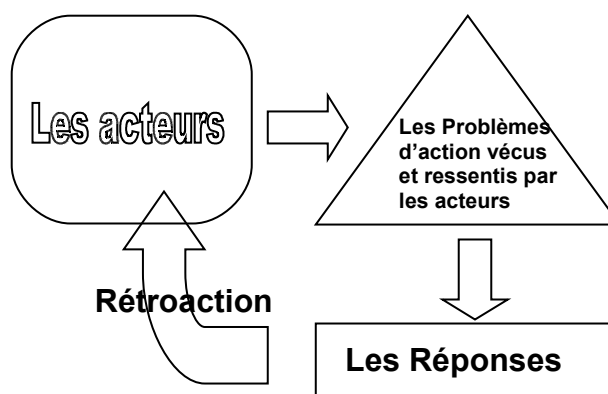 Les acteurs
Les Problèmes
d'action vécus
et ressentis par
les acteurs
Rétroaction
Les Réponses